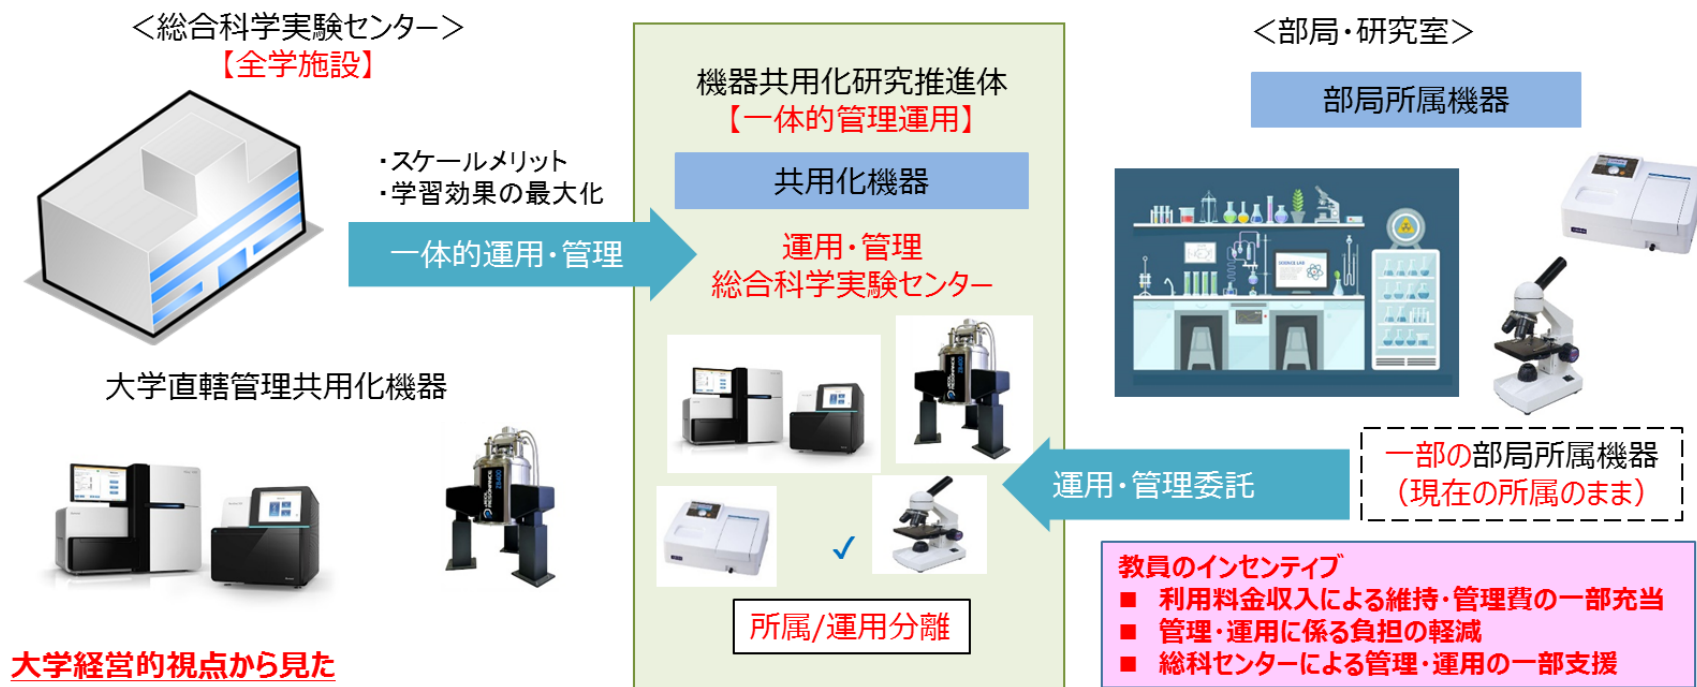 ＜総合科学実験センター＞
【全学施設】
・スケールメリット
・学習効果の最大化
一体的運用・管理
大学直轄管理共用化機器
大学経営的視点から見た
機器共用化研究推進体
【一体的管理運用】
共用化機器
運用・管理
総合科学実験センター
所属/運用分離
＜部局・研究室＞
部局所属機器
SCIENCE LAB
運用・管理委託
一部の部局所属機器
（現在の所属のまま）
教員のインセンティブ
■ 利用料金収入による維持・管理費の一部充当
■ 管理・運用に係る負担の軽減
■ 総科センターによる管理・運用の一部支援